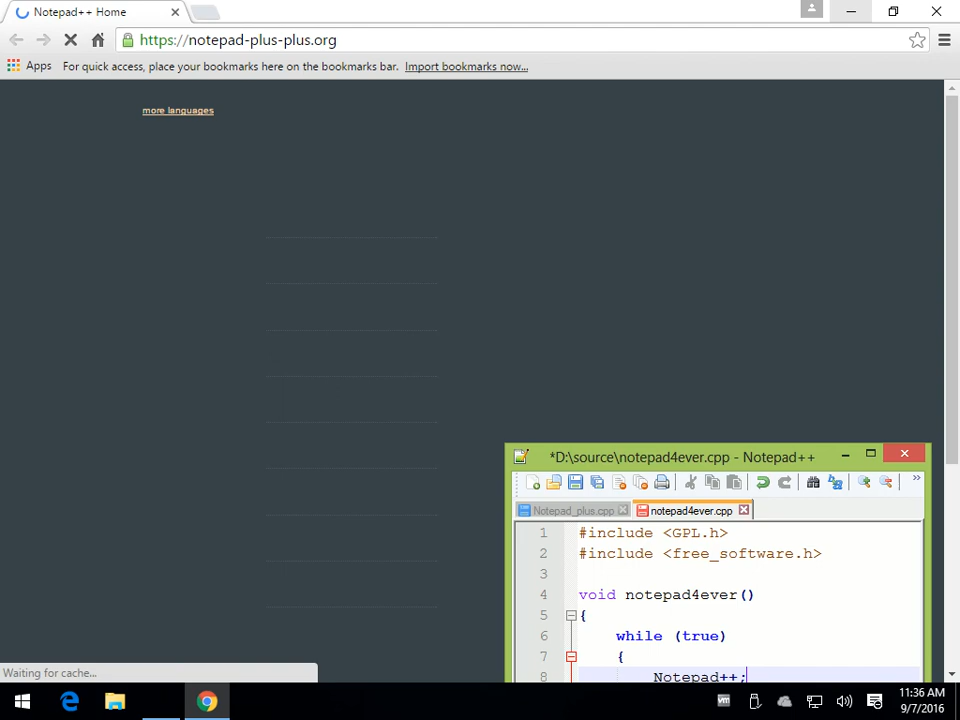 Notepad++ Home
https://notepad-plus-plus.org
Apps For quick access, place your bookmarks here on the bookmarks bar. Import bookmarks now...
more languages
*D:\source\notepad4ever.cpp - Notepad++
Notepad_plus.cpp notepad4ever.cpp
1 #include <GPL.h>
2 #include <free_software.h>
3
4 void notepad4ever()
5 {
6 while (true)
7 {
8 Notepad++;
Waiting for cache...
11:36 AM
9/7/2016